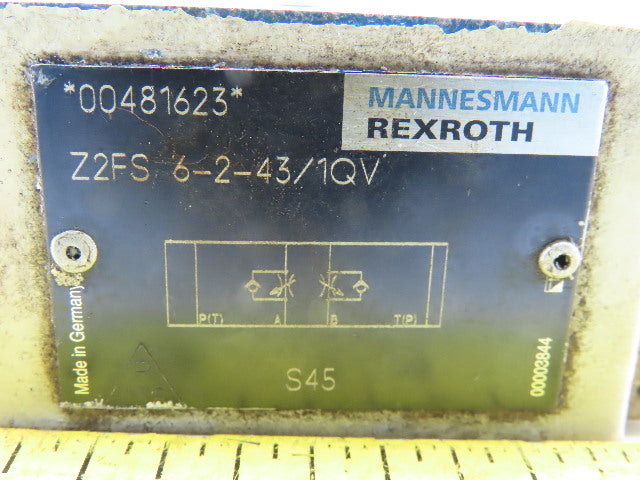 *00481623*
MANNESMANN
REXROTH
Z2FS 6-2-43/1QV
P(T) A B T(P)
Made in Germany
S45
00003844